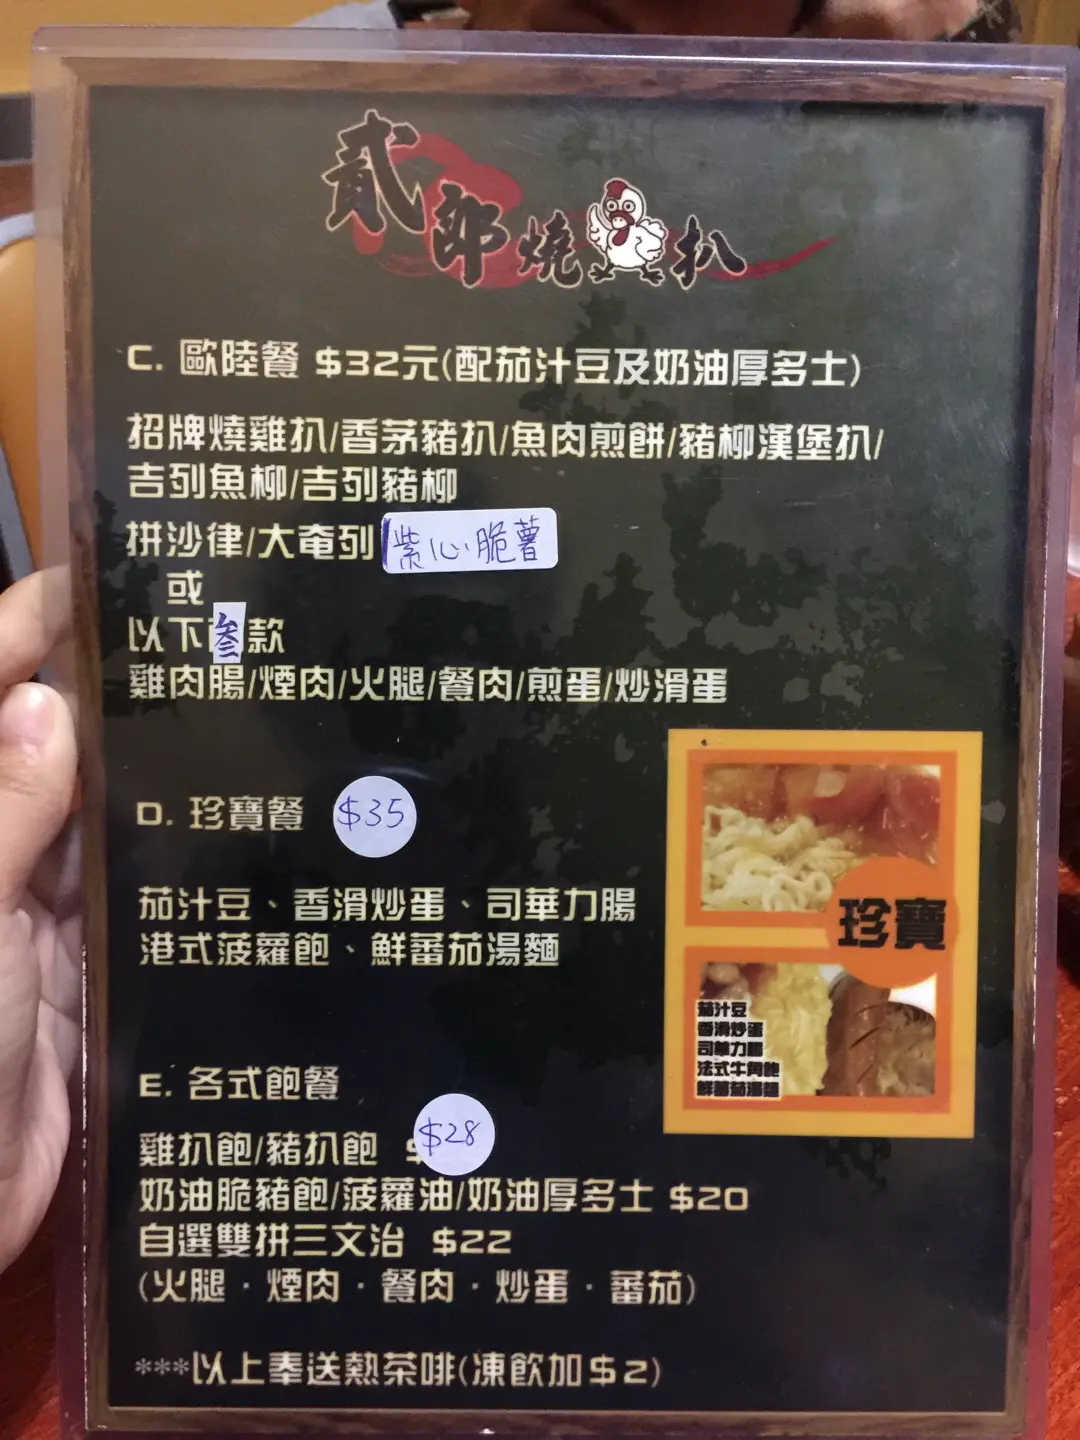 貳郎燒扒
C. 歐陸餐 $32元(配茄汁豆及奶油厚多士)
招牌燒雞扒/香茅豬扒/魚肉煎餅/豬柳漢堡扒/
吉列魚柳/吉列豬柳
拼沙律/大奄列 紫心脆薯
或
以下叁款
雞肉腸/煙肉/火腿/餐肉/煎蛋/炒滑蛋
D. 珍寶餐 $35
茄汁豆、香滑炒蛋、司華力腸
港式菠蘿飽、鮮蕃茄湯麵
珍寶
茄汁豆
香滑炒蛋
司華力腸
法式牛角飽
鮮蕃茄湯麵
E. 各式飽餐
雞扒飽/豬扒飽 $28
奶油脆豬飽/菠蘿油/奶油厚多士 $20
自選雙拼三文治 $22
(火腿·煙肉·餐肉·炒蛋·蕃茄)
***以上奉送熱茶啡(凍飲加$2)